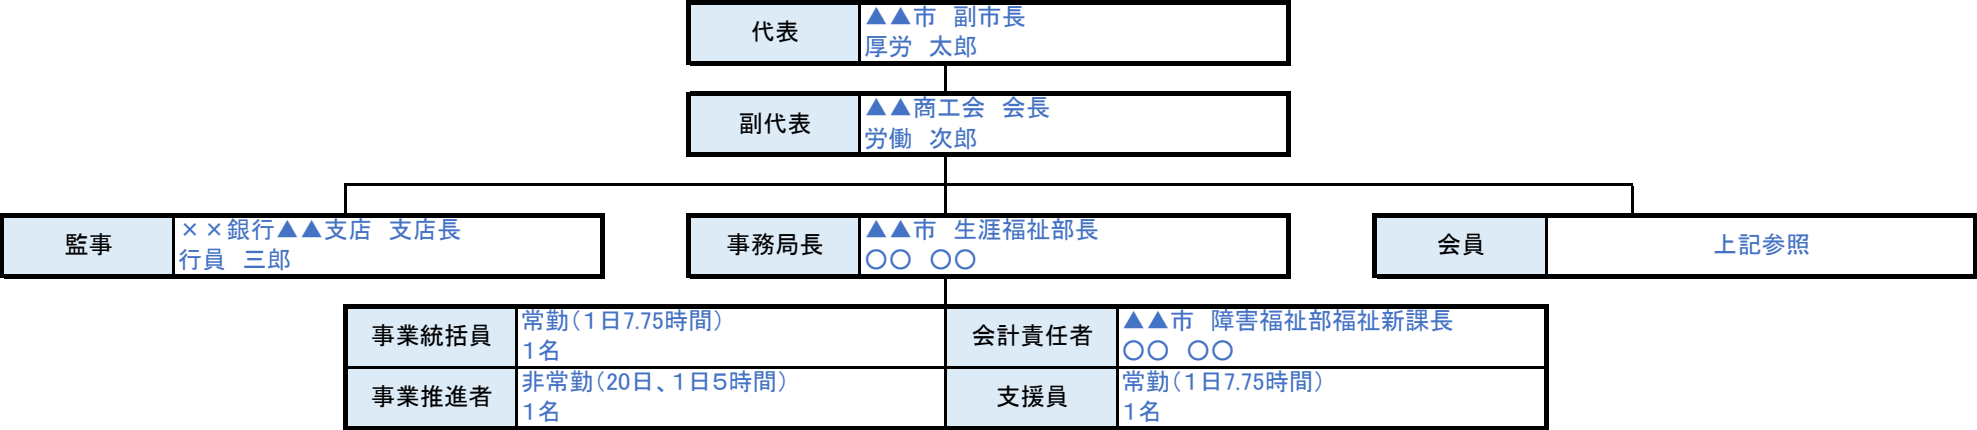 代表
▲▲市　副市長
厚労　太郎
副代表
▲▲商工会　会長
労働　次郎
監事
××銀行▲▲支店　支店長
行員　三郎
事務局長
▲▲市　生涯福祉部長
〇〇　〇〇
会員
上記参照
事業統括員
常勤（１日7.75時間）
１名
会計責任者
▲▲市　障害福祉部福祉新課長
〇〇　〇〇
事業推進者
非常勤（20日、１日５時間）
１名
支援員
常勤（１日7.75時間）
１名